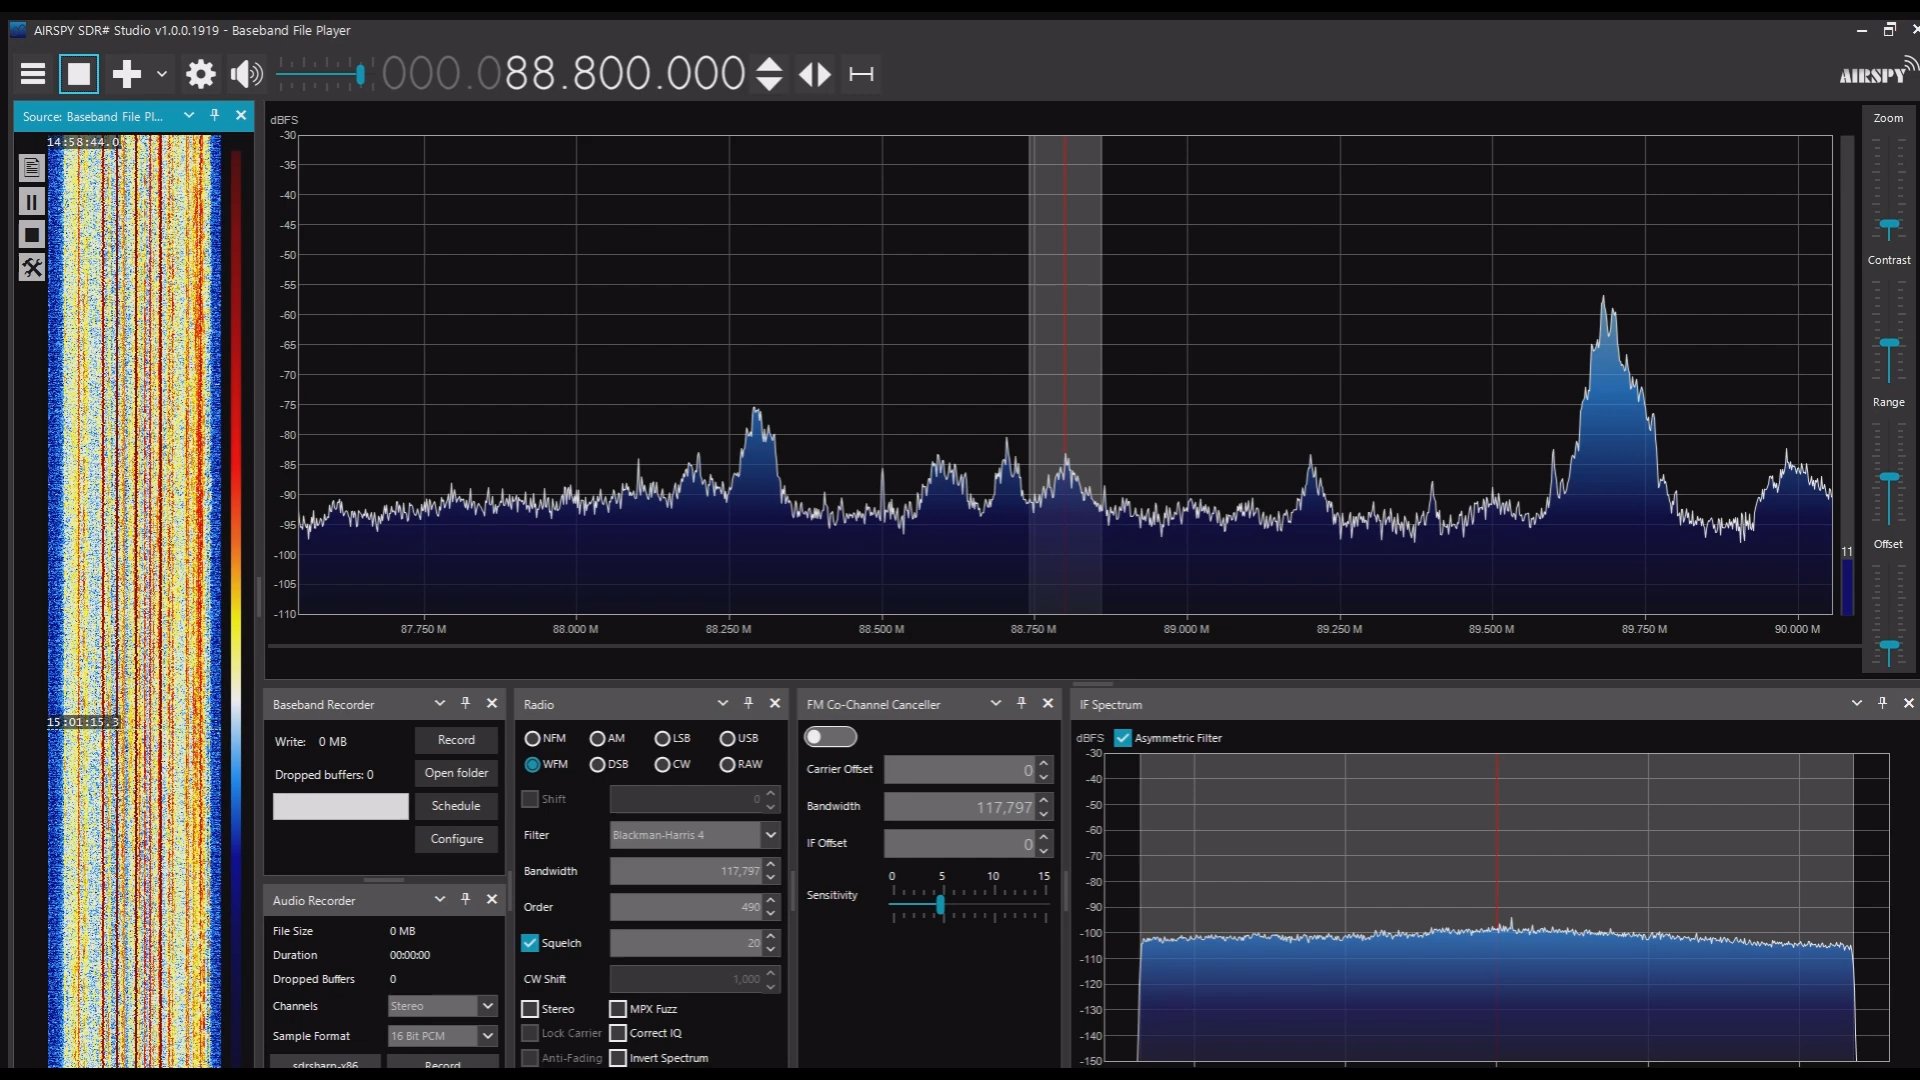 AIRSPY SDR# Studio v1.0.0.1919 - Baseband File Player
000.088.800.000
AIRSPY
Source: Baseband File Pl...
14:58:44.0
15:01:15.3
dBFS
-30
-35
-40
-45
-50
-55
-60
-65
-70
-75
-80
-85
-90
-95
-100
-105
-110
87.750 M 88.000 M 88.250 M 88.500 M 88.750 M 89.000 M 89.250 M 89.500 M 89.750 M 90.000 M
11
Zoom
Contrast
Range
Offset
Baseband Recorder
Write: 0 MB
Record
Dropped buffers: 0
Open folder
Schedule
Configure
Audio Recorder
File Size 0 MB
Duration 00:00:00
Dropped Buffers 0
Channels Stereo
Sample Format 16 Bit PCM
sdrsharp-x86 Record
Radio
NFM AM LSB USB
WFM DSB CW RAW
Shift 0
Filter Blackman-Harris 4
Bandwidth 117,797
Order 490
Squelch 20
CW Shift 1,000
Stereo MPX Fuzz
Lock Carrier Correct IQ
Anti-Fading Invert Spectrum
FM Co-Channel Canceller
Carrier Offset 0
Bandwidth 117,797
IF Offset 0
0 5 10 15
Sensitivity
IF Spectrum
dBFS Asymmetric Filter
-30
-40
-50
-60
-70
-80
-90
-100
-110
-120
-130
-140
-150